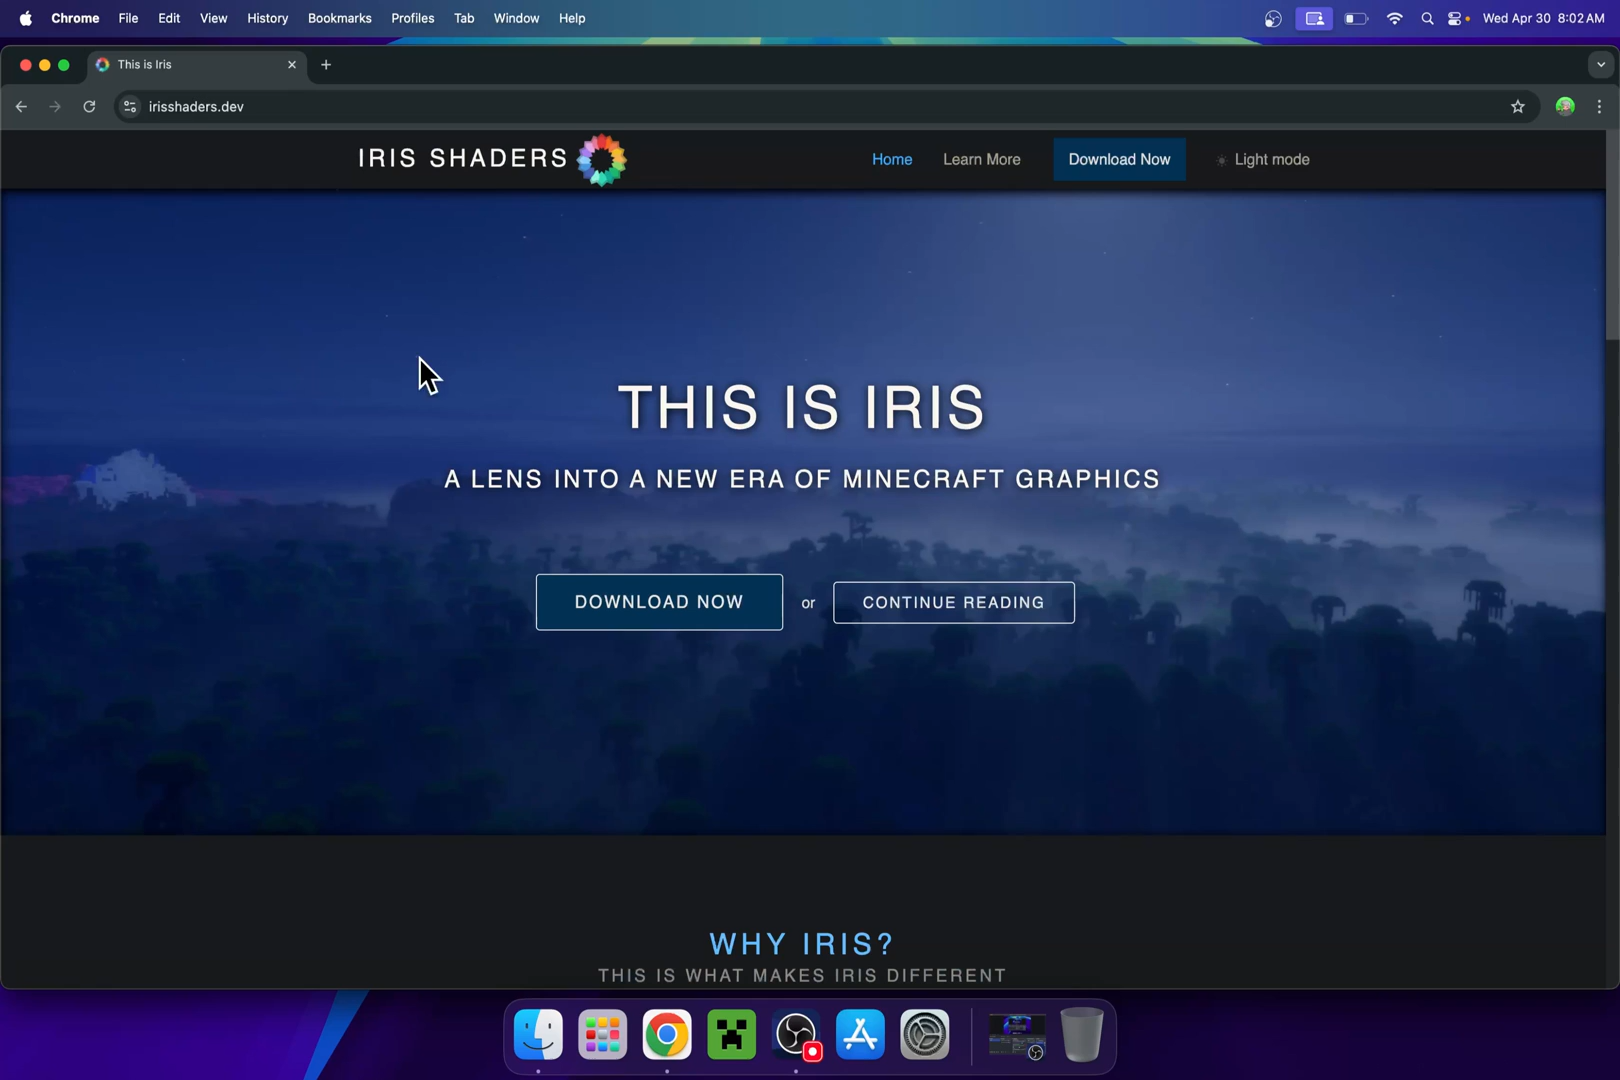 Chrome File Edit View History Bookmarks Profiles Tab Window Help Wed Apr 30 8:02 AM
This is Iris
irisshaders.dev
IRIS SHADERS Home Learn More Download Now Light mode
THIS IS IRIS
A LENS INTO A NEW ERA OF MINECRAFT GRAPHICS
DOWNLOAD NOW or CONTINUE READING
WHY IRIS?
THIS IS WHAT MAKES IRIS DIFFERENT